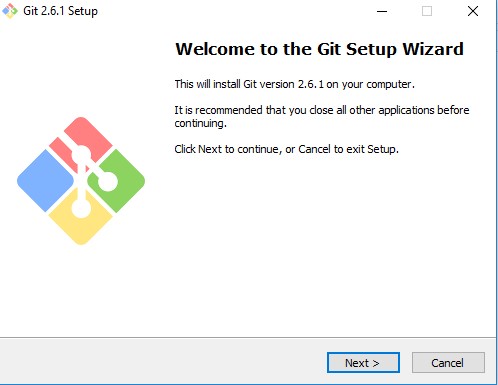 Git 2.6.1 Setup
Welcome to the Git Setup Wizard
This will install Git version 2.6.1 on your computer.
It is recommended that you close all other applications before
continuing.
Click Next to continue, or Cancel to exit Setup.
Next >
Cancel